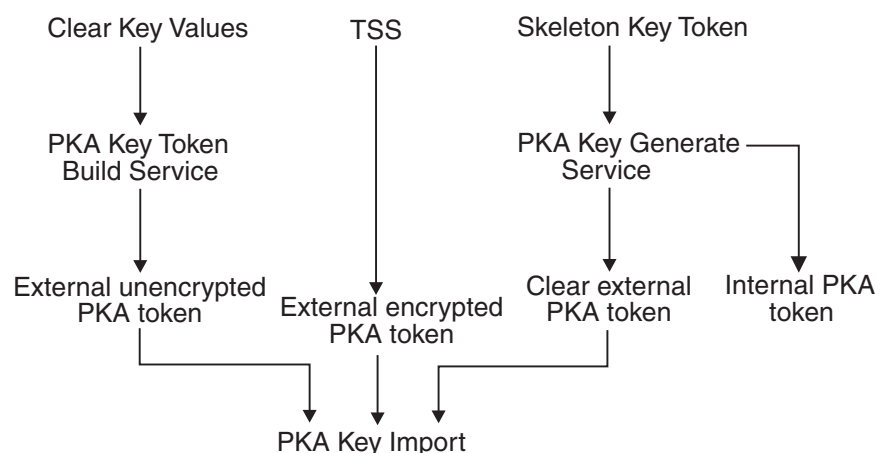 Clear Key Values
TSS
Skeleton Key Token
PKA Key Token
Build Service
PKA Key Generate
Service
External unencrypted
PKA token
External encrypted
PKA token
Clear external
PKA token
Internal PKA
token
PKA Key Import